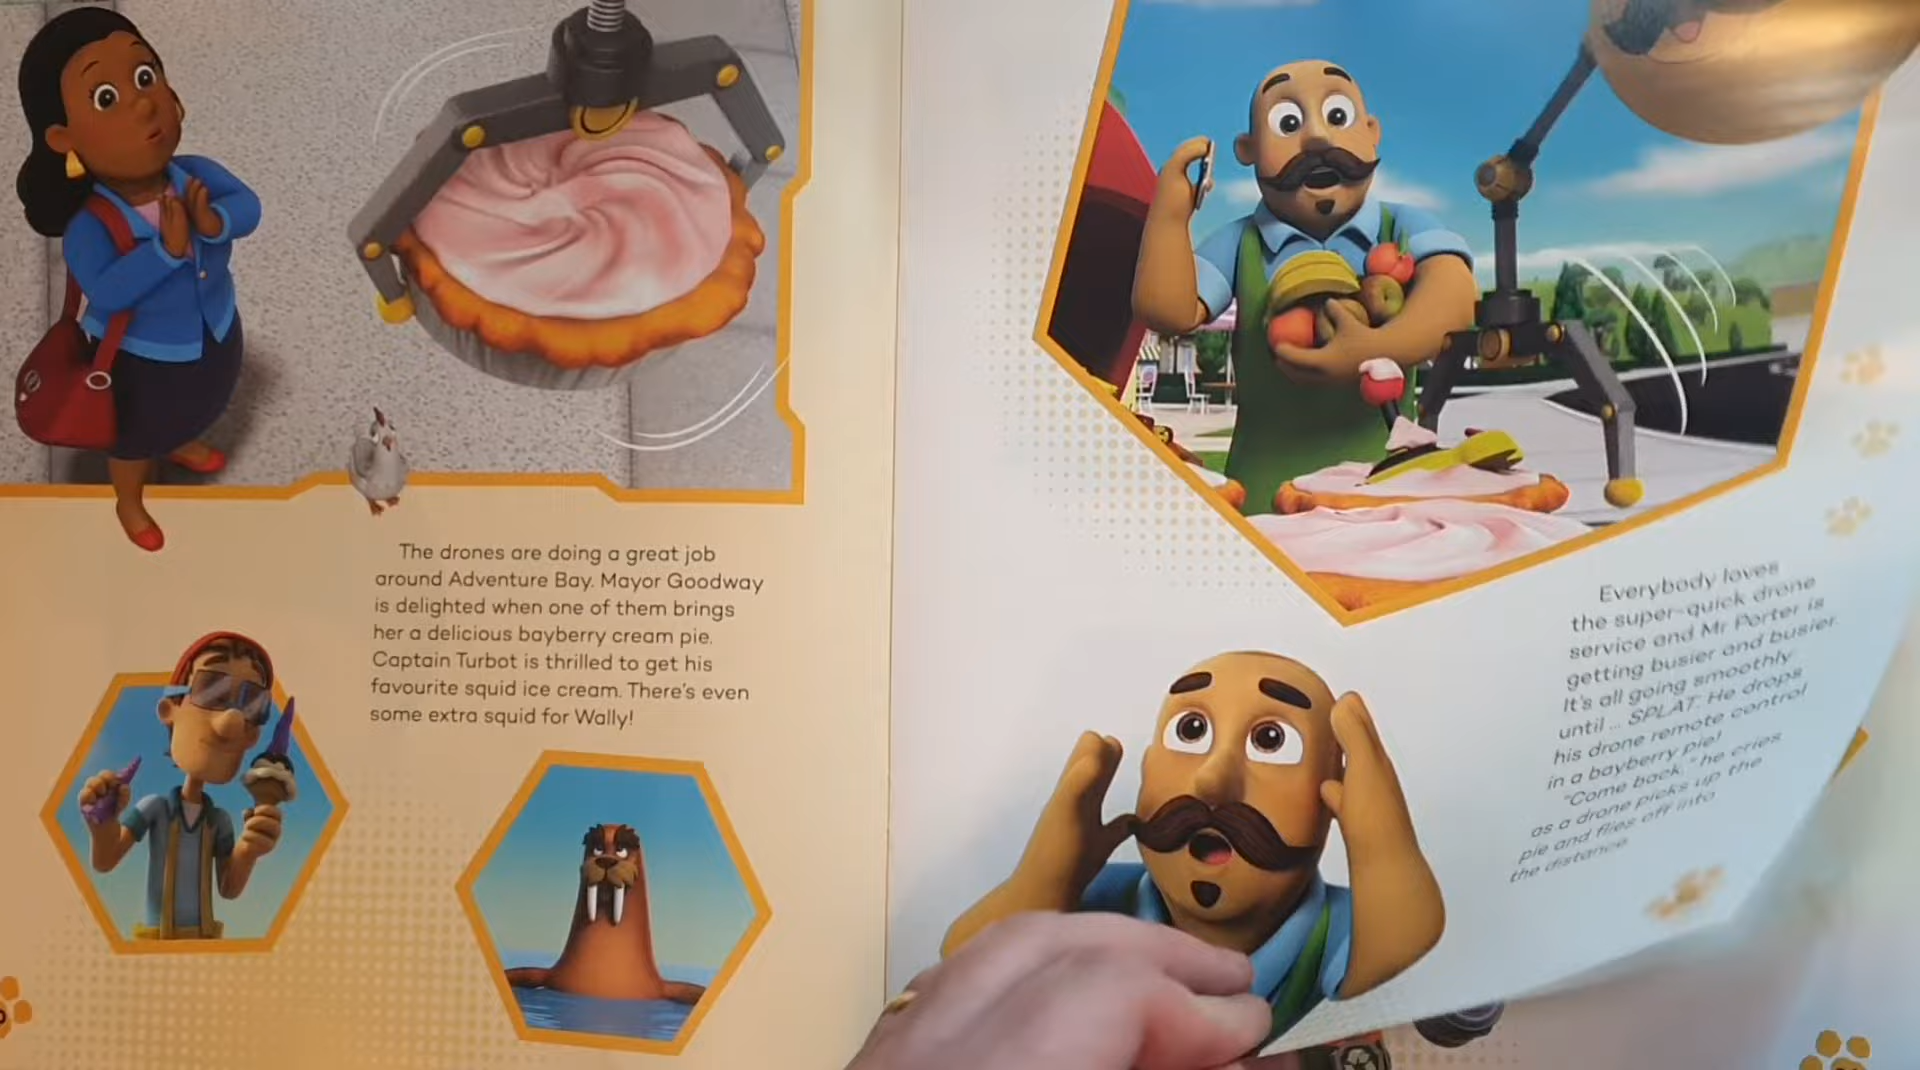 The drones are doing a great job
around Adventure Bay. Mayor Goodway
is delighted when one of them brings
her a delicious bayberry cream pie.
Captain Turbot is thrilled to get his
favourite squid ice cream. There's even
some extra squid for Wally!
Everybody loves
the super-quick drone
service and Mr Porter is
getting busier and busier.
It's all going smoothly
until ... SPLAT. He drops
his drone remote control
in a bayberry pie!
"Come back," he cries
as a drone picks up the
pie and flies off into
the distance.